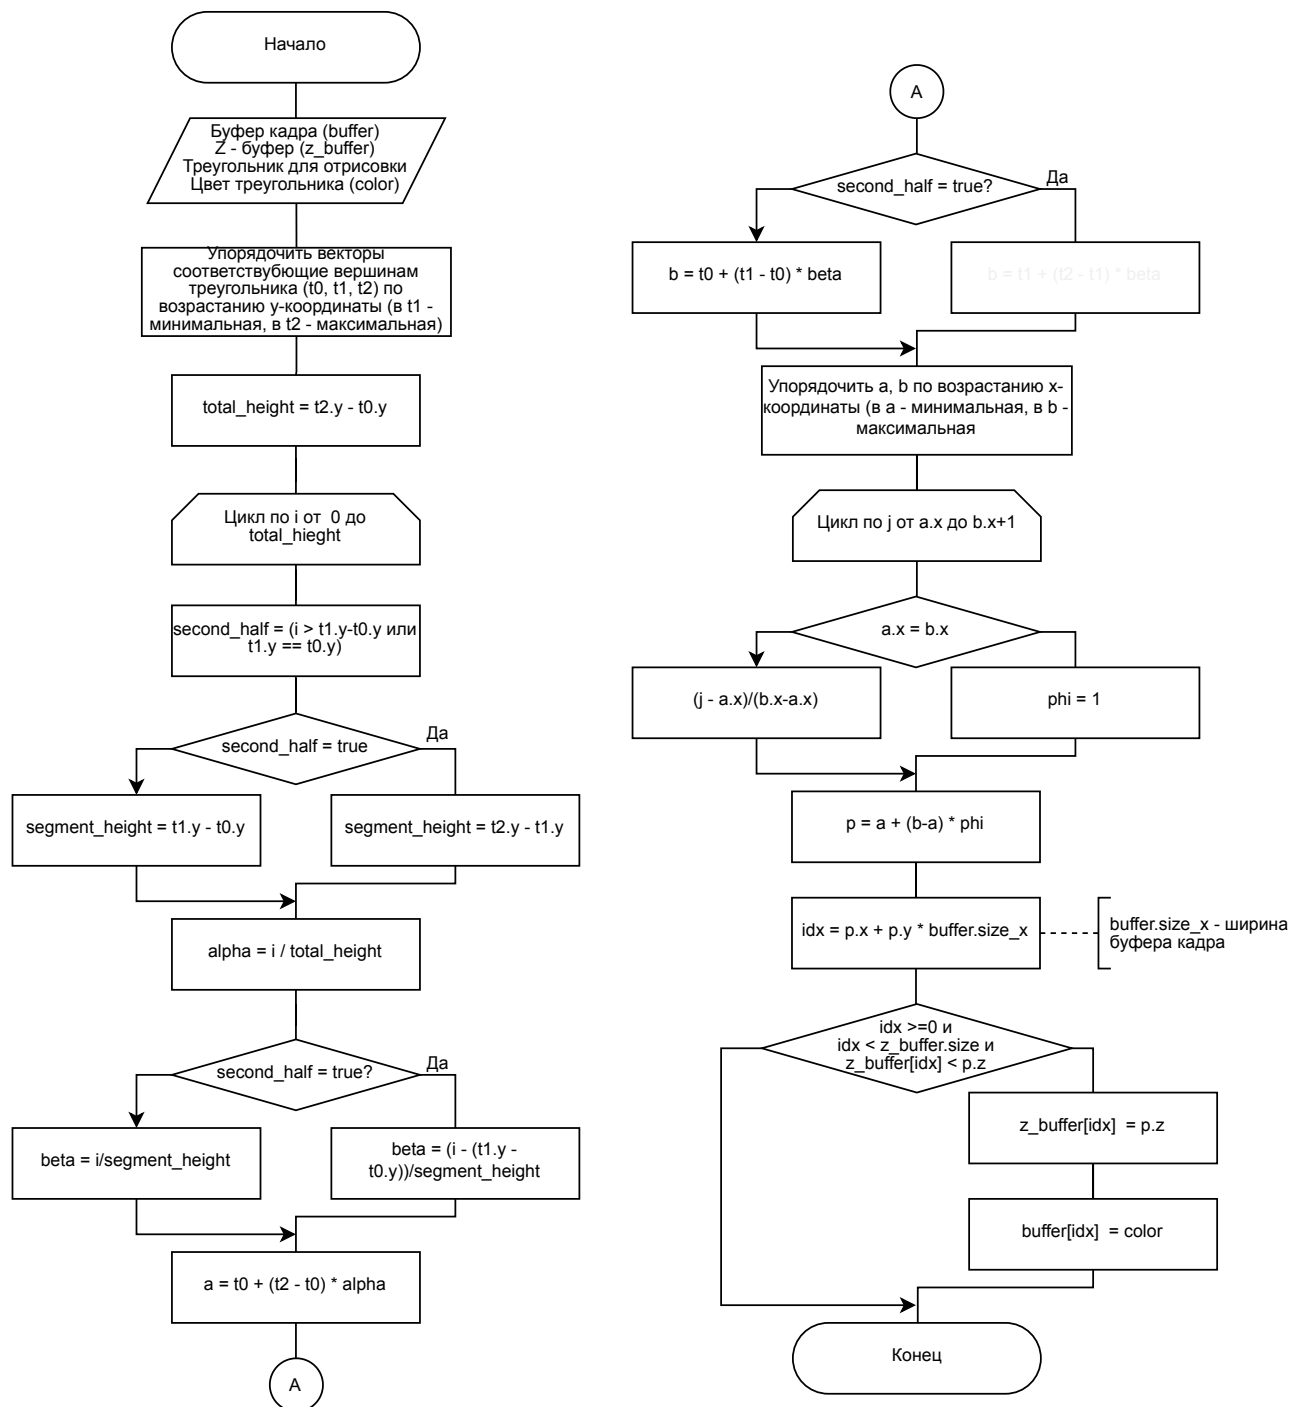 Начало
Буфер кадра (buffer)
Z - буфер (z_buffer)
Треугольник для отрисовки
Цвет треугольника (color)
Упорядочить векторы
соответствубющие вершинам
треугольника (t0, t1, t2) по
возрастанию y-координаты (в t1 -
минимальная, в t2 - максимальная)
total_height = t2.y - t0.y
Цикл по i от  0 до
total_hieght
second_half = (i > t1.y-t0.y или
t1.y == t0.y)
second_half = true
Да
segment_height = t1.y - t0.y
segment_height = t2.y - t1.y
alpha = i / total_height
second_half = true?
Да
beta = i/segment_height
beta = (i - (t1.y -
t0.y))/segment_height
a = t0 + (t2 - t0) * alpha
A
A
second_half = true?
Да
b = t0 + (t1 - t0) * beta
b = t1 + (t2 - t1) * beta
Упорядочить a, b по возрастанию x-
координаты (в a - минимальная, в b -
максимальная
Цикл по j от a.x до b.x+1
a.x = b.x
(j - a.x)/(b.x-a.x)
phi = 1
p = a + (b-a) * phi
idx = p.x + p.y * buffer.size_x
buffer.size_x - ширина
буфера кадра
idx >=0 и
idx < z_buffer.size и
z_buffer[idx] < p.z
z_buffer[idx]  = p.z
buffer[idx]  = color
Конец